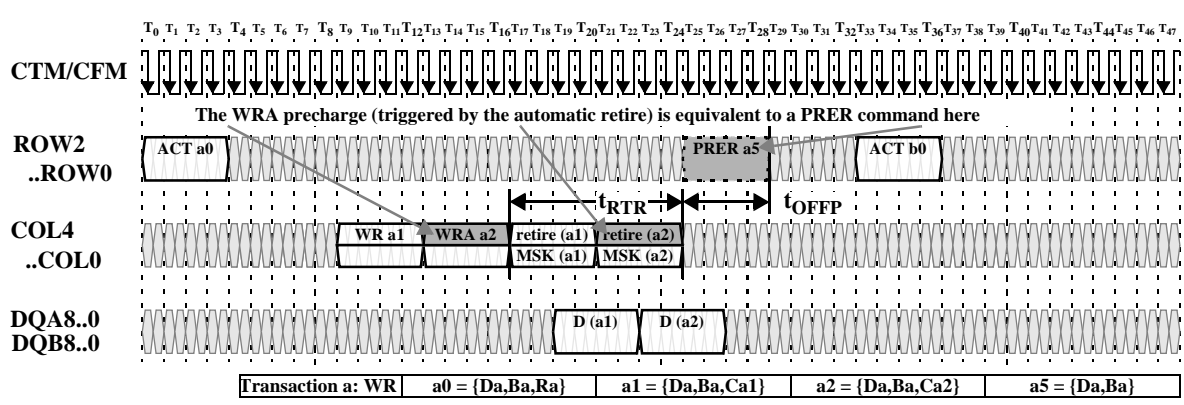 T0 T1 T2 T3 T4 T5 T6 T7 T8 T9 T10 T11 T12 T13 T14 T15 T16 T17 T18 T19 T20 T21 T22 T23 T24 T25 T26 T27 T28 T29 T30 T31 T32 T33 T34 T35 T36 T37 T38 T39 T40 T41 T42 T43 T44 T45 T46 T47
CTM/CFM
The WRA precharge (triggered by the automatic retire) is equivalent to a PRER command here
ROW2 ACT a0 PRER a5 ACT b0
..ROW0
tRTR tOFFP
COL4 WR a1 WRA a2 retire (a1) retire (a2)
..COL0 MSK (a1) MSK (a2)
DQA8..0 D (a1) D (a2)
DQB8..0
Transaction a: WR a0 = {Da,Ba,Ra} a1 = {Da,Ba,Ca1} a2 = {Da,Ba,Ca2} a5 = {Da,Ba}